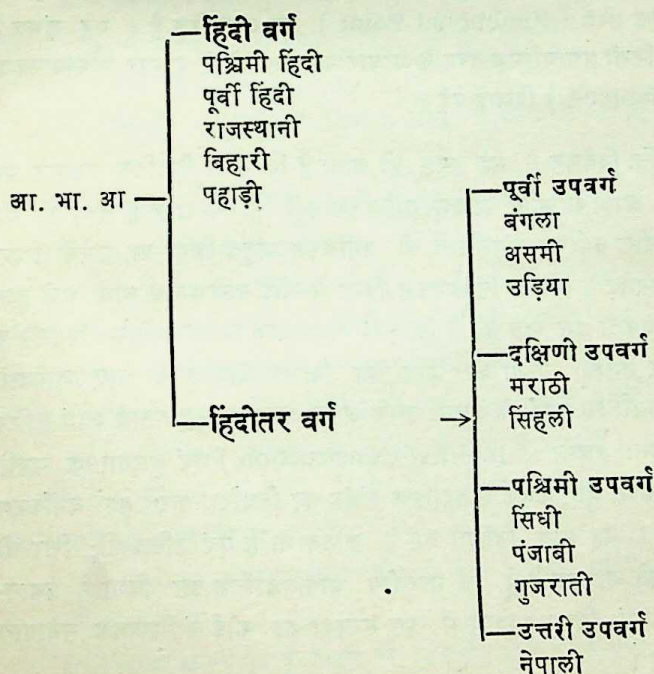 हिंदी वर्ग
पश्चिमी हिंदी
पूर्वी हिंदी
राजस्थानी
विहारी
पहाड़ी
आ. भा. आ
हिंदोतर वर्ग
पूर्वी उपवर्ग
बंगला
असमी
उड़िया
दक्षिणी उपवर्ग
मराठी
सिंहली
पश्चिमी उपवर्ग
सिंधी
पंजाबी
गुजराती
उत्तरी उपवर्ग
नेपाली